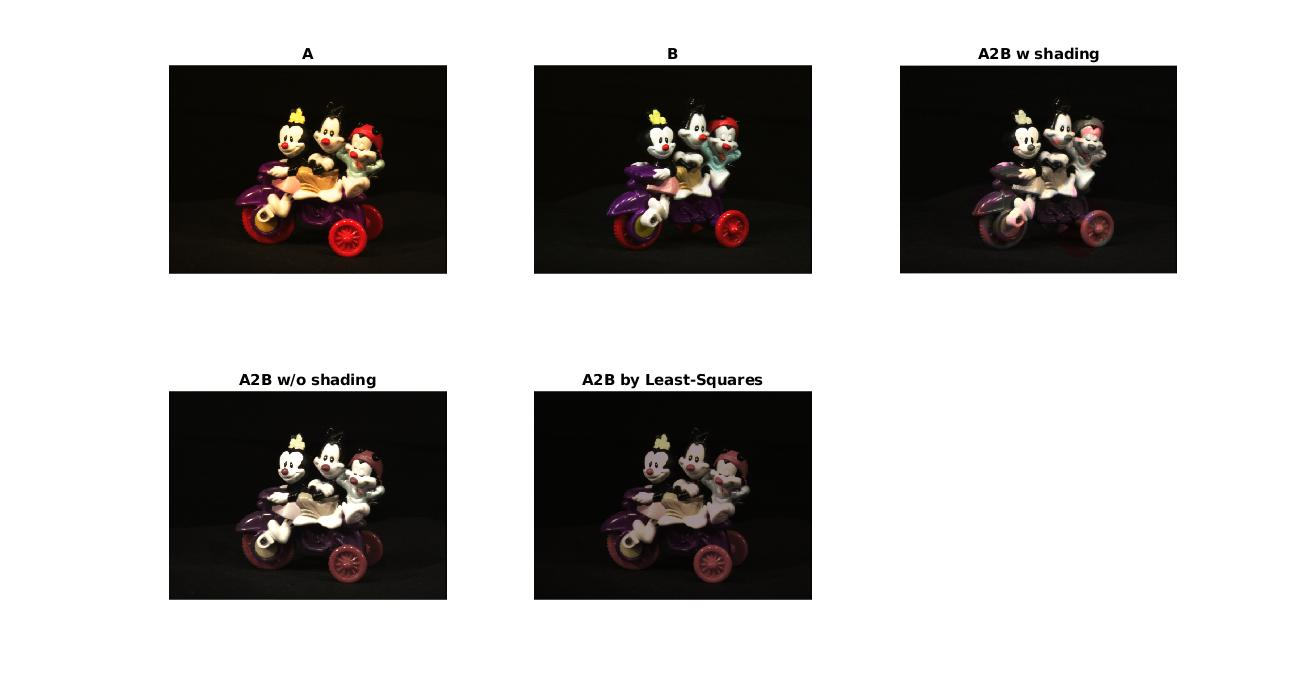 A
B
A2B w shading
A2B w/o shading
A2B by Least-Squares